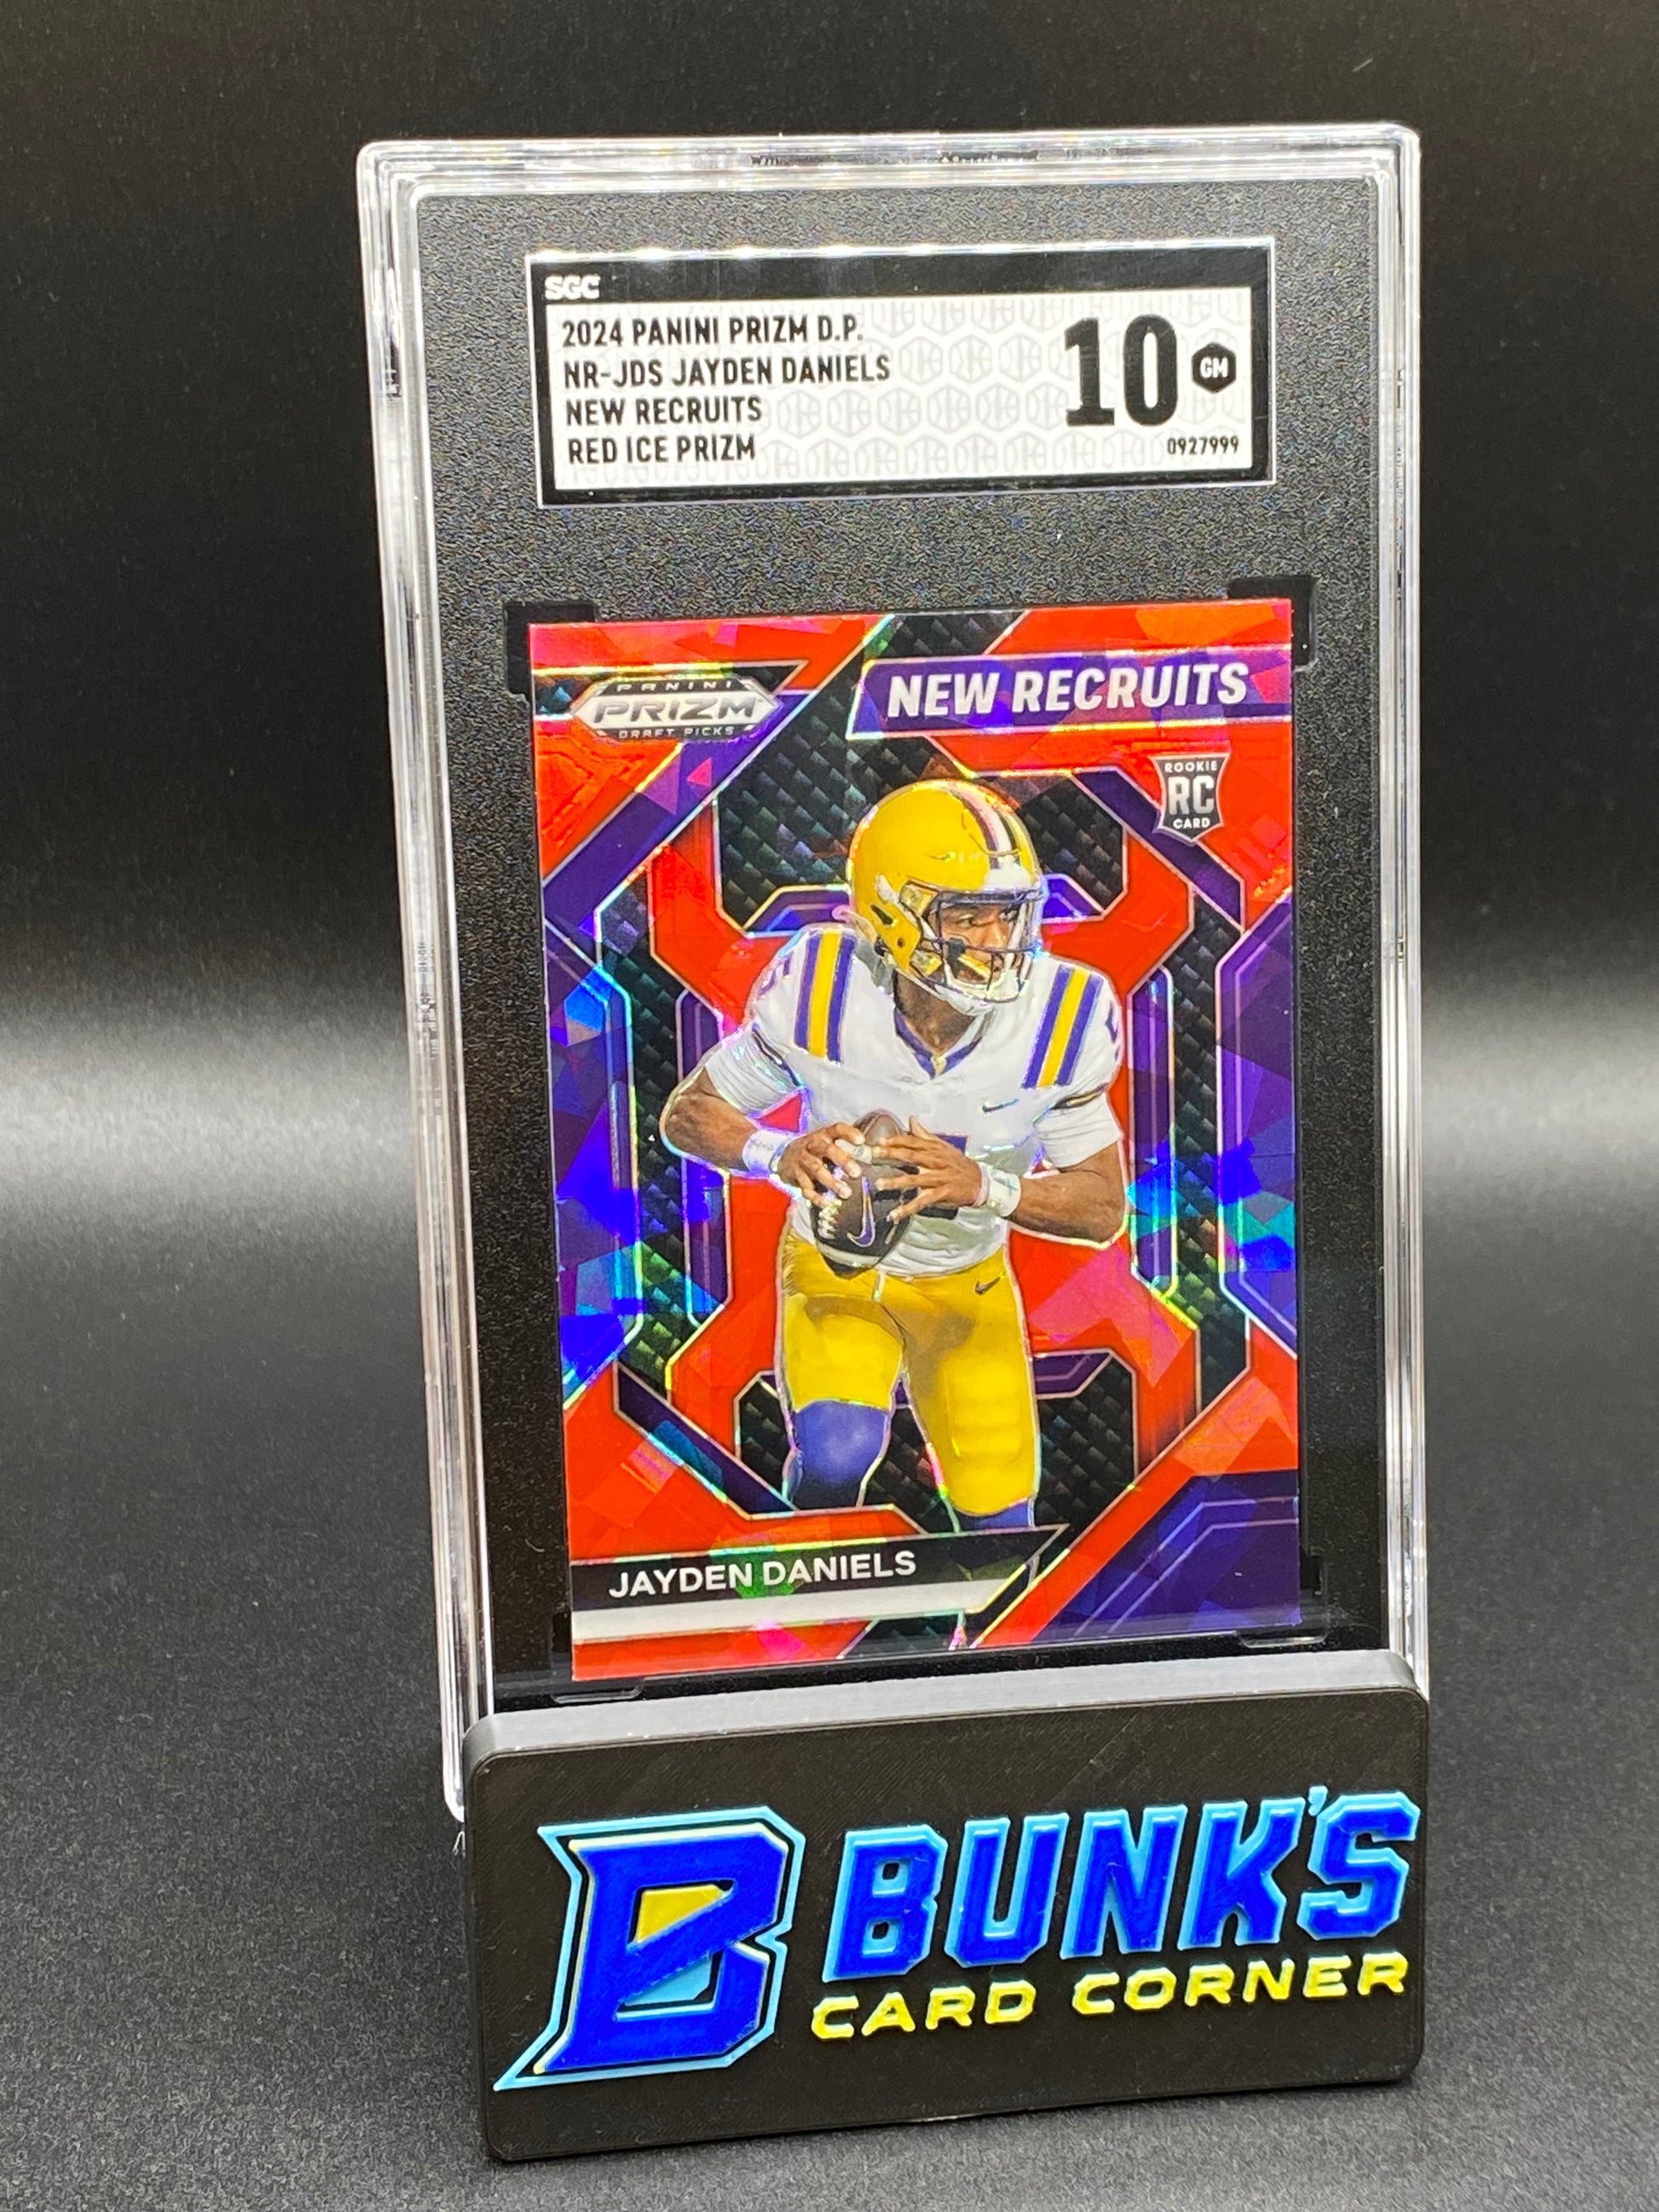 SGC
2024 PANINI PRIZM D.P.
NR-JDS JAYDEN DANIELS
NEW RECRUITS
RED ICE PRIZM
10 GM
0927999
PANINI
PRIZM
DRAFT PICKS
NEW RECRUITS
ROOKIE
RC
CARD
JAYDEN DANIELS
B BUNK'S
CARD CORNER